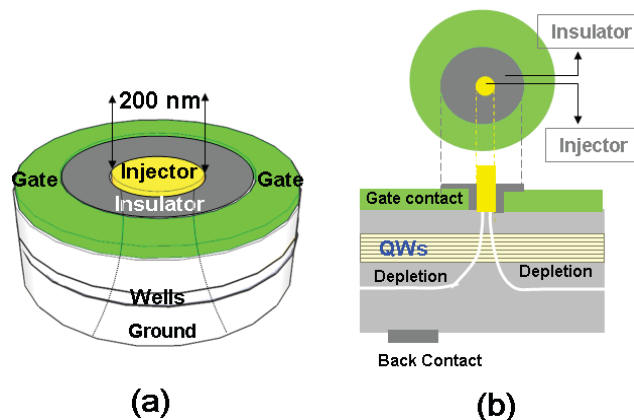 (a)
200 nm
Gate
Injector
Gate
Insulator
Wells
Ground
(b)
Insulator
Injector
Gate contact
QWs
Depletion
Depletion
Back Contact